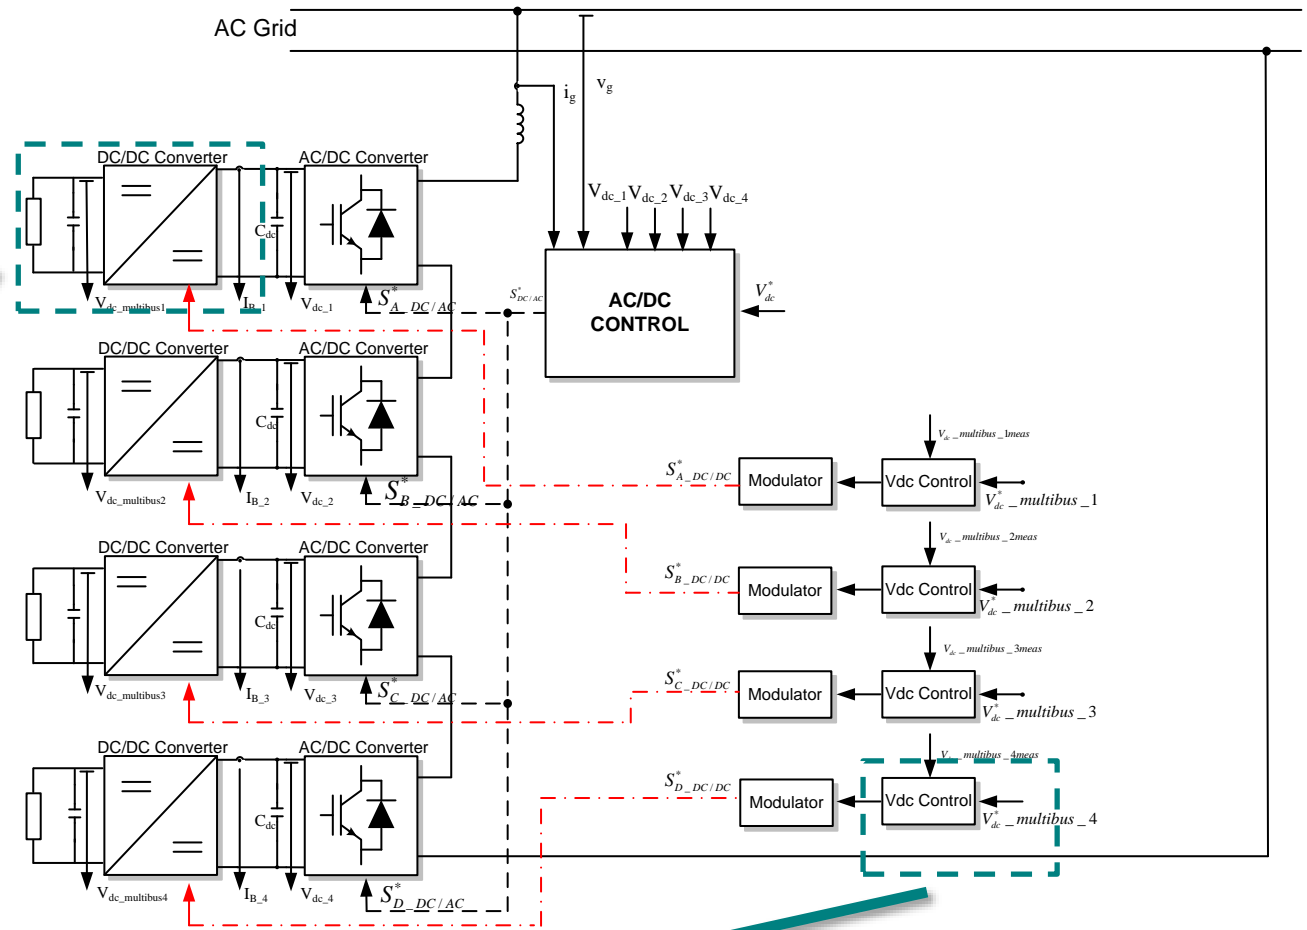 AC Grid
i_g
v_g
DC/DC Converter AC/DC Converter
V_dc_1 V_dc_2 V_dc_3 V_dc_4
C_dc
AC/DC
CONTROL
V_dc_multibus1 I_B_1 V_dc_1 S*_A_DC/AC
S*_DC/AC
V*_dc
DC/DC Converter AC/DC Converter
C_dc
V_dc_multibus2 I_B_2 V_dc_2 S*_B_DC/AC
V_dc_multibus_1meas
S*_A_DC/DC Modulator Vdc Control
V*_dc_multibus_1
V_dc_multibus_2meas
DC/DC Converter AC/DC Converter
S*_B_DC/DC Modulator Vdc Control
V*_dc_multibus_2
C_dc
V_dc_multibus_3meas
V_dc_multibus3 I_B_3 V_dc_3 S*_C_DC/AC
S*_C_DC/DC Modulator Vdc Control
V*_dc_multibus_3
DC/DC Converter AC/DC Converter
V_dc_multibus_4meas
S*_D_DC/DC Modulator Vdc Control
V*_dc_multibus_4
C_dc
V_dc_multibus4 I_B_4 V_dc_4 S*_D_DC/AC